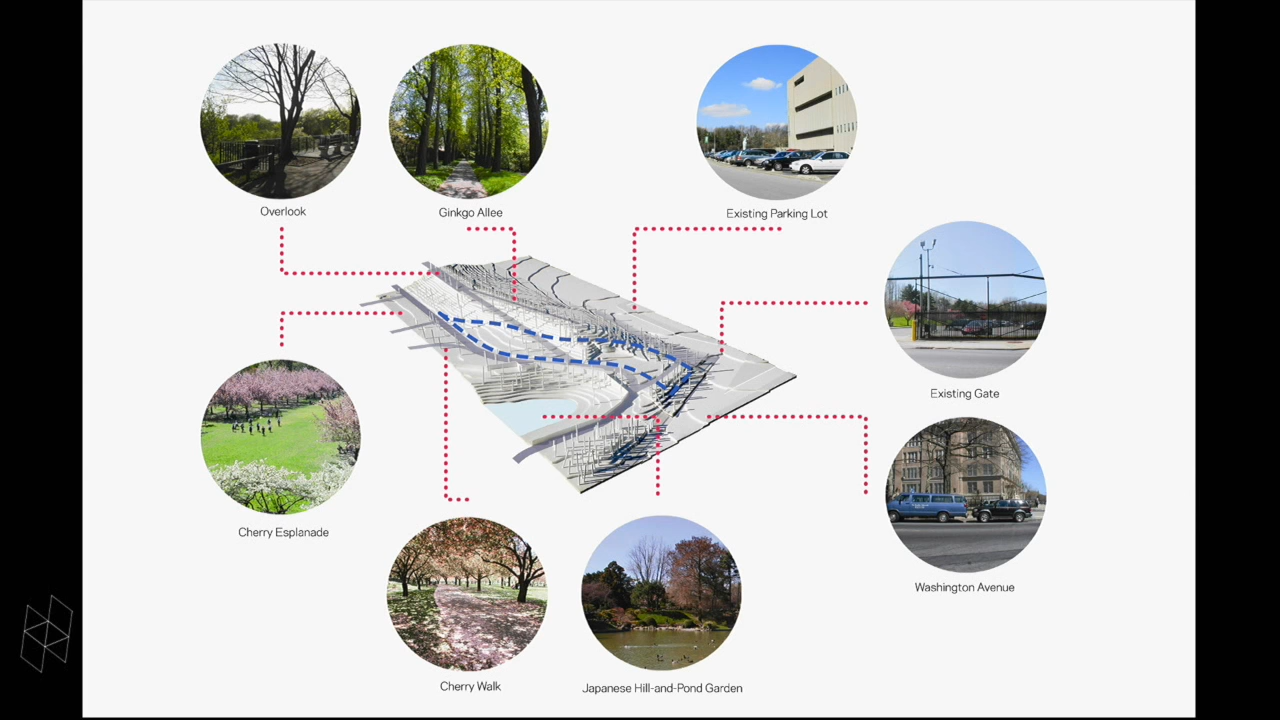 Overlook
Ginkgo Allee
Existing Parking Lot
Existing Gate
Cherry Esplanade
Washington Avenue
Cherry Walk
Japanese Hill-and-Pond Garden